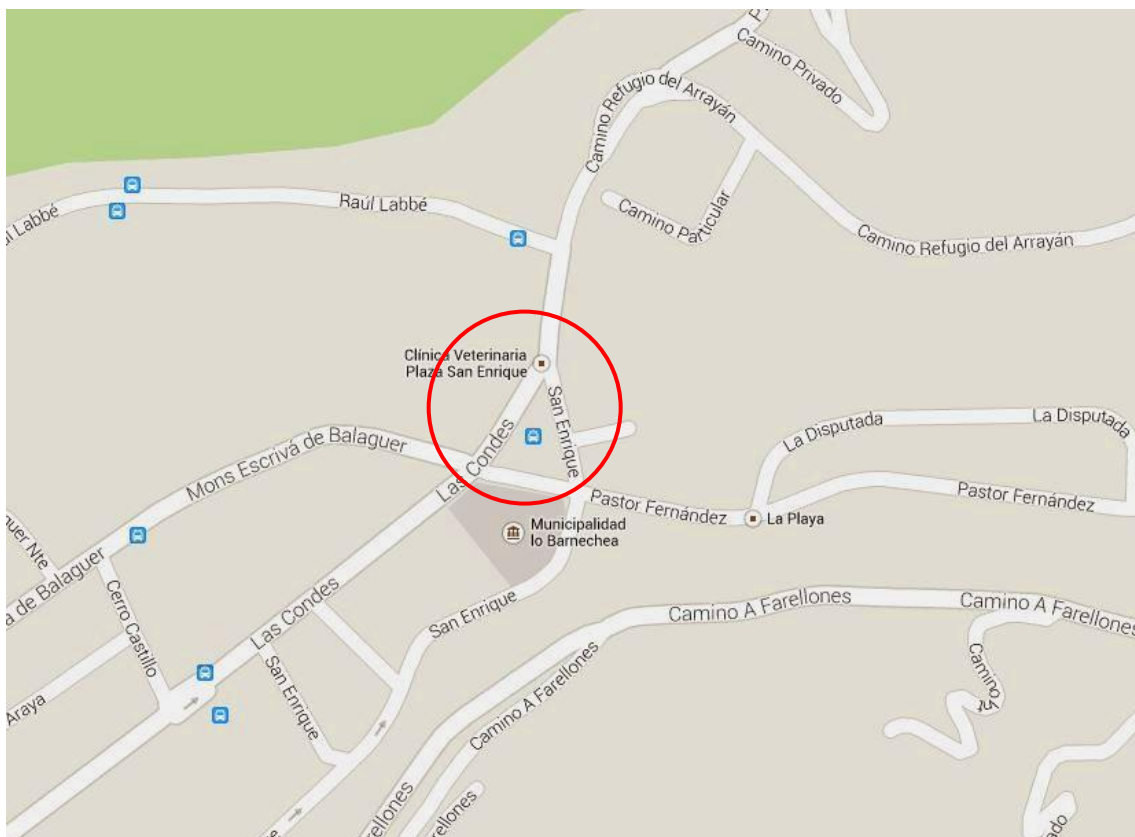 Camino Privado
Camino Refugio del Arrayán
Raúl Labbé
Camino Particular
Camino Refugio del Arrayán
Clínica Veterinaria
Plaza San Enrique
San Enrique
Las Condes
Mons Escrivá de Balaguer
La Disputada
La Disputada
Pastor Fernández
Pastor Fernández
La Playa
Municipalidad
lo Barnechea
Cerro Castillo
Las Condes
San Enrique
San Enrique
Camino A Farellones
Camino A Farellones
Camino A Farellones
Araya